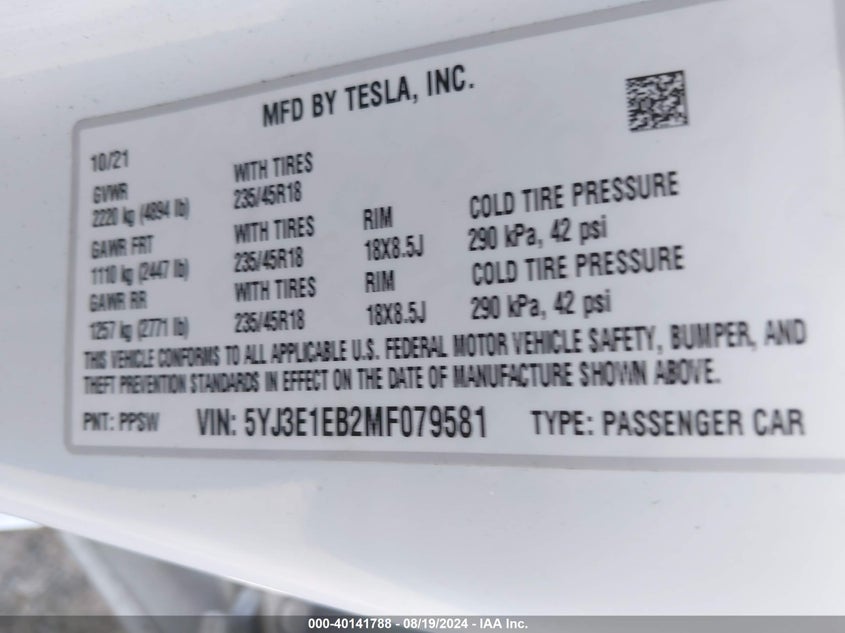 MFD BY TESLA, INC.
10/21
GVWR
2220 kg (4894 lb)
WITH TIRES
235/45R18
GAWR FRT
1110 kg (2447 lb)
WITH TIRES
235/45R18
RIM
18X8.5J
COLD TIRE PRESSURE
290 kPa, 42 psi
GAWR RR
1257 kg (2771 lb)
WITH TIRES
235/45R18
RIM
18X8.5J
COLD TIRE PRESSURE
290 kPa, 42 psi
THIS VEHICLE CONFORMS TO ALL APPLICABLE U.S. FEDERAL MOTOR VEHICLE SAFETY, BUMPER, AND
THEFT PREVENTION STANDARDS IN EFFECT ON THE DATE OF MANUFACTURE SHOWN ABOVE.
PNT: PPSW VIN: 5YJ3E1EB2MF079581 TYPE: PASSENGER CAR
000-40141788 - 08/19/2024 - IAA Inc.